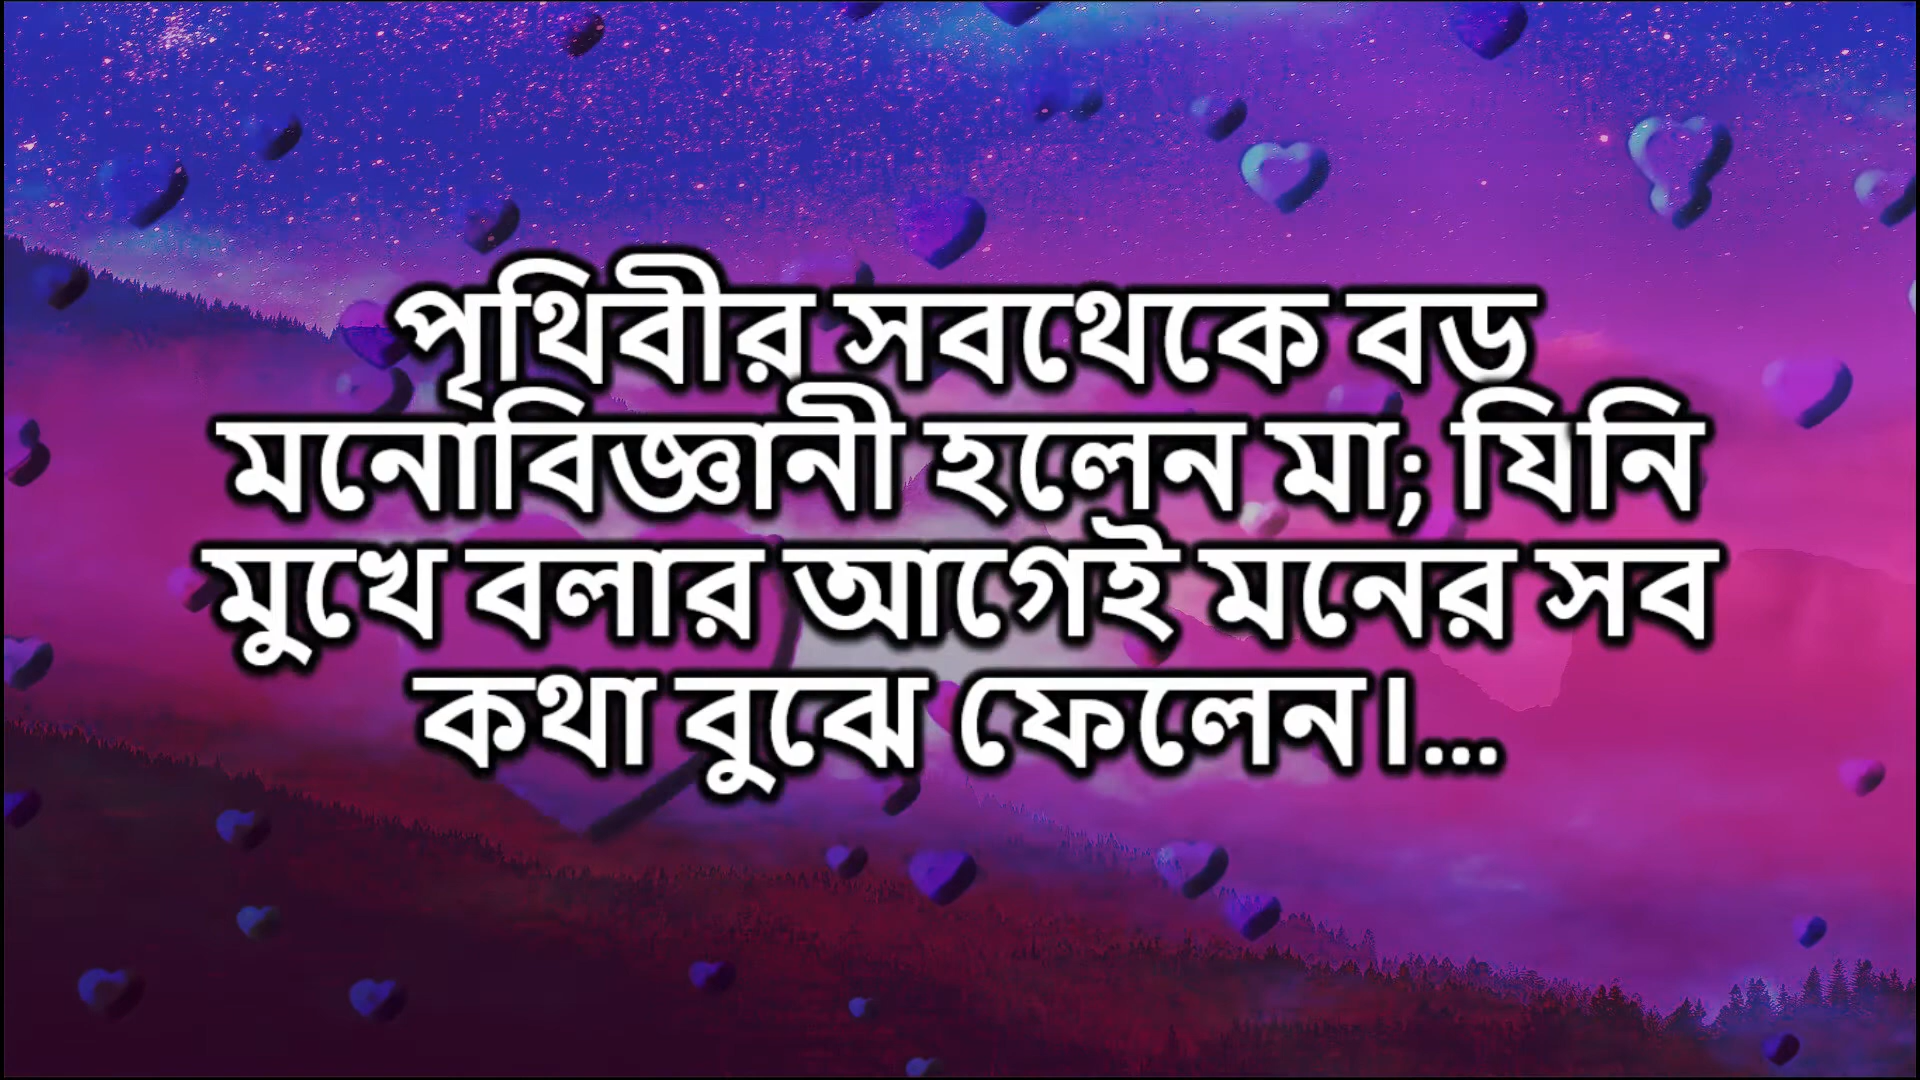 পৃথিবীর সবথেকে বড
মনোবিজ্ঞানী হলেন মা; যিনি
মুখে বলার আগেই মনের সব
কথা বুঝে ফেলেন।...